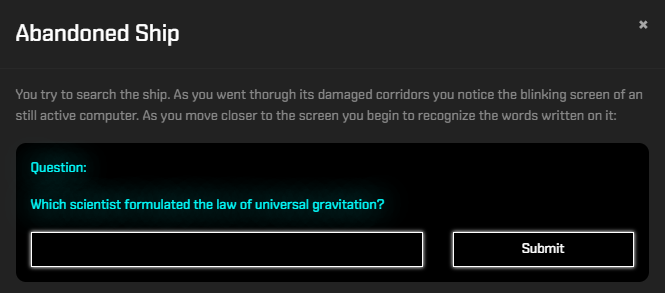 Abandoned Ship
You try to search the ship. As you went thorugh its damaged corridors you notice the blinking screen of an
still active computer. As you move closer to the screen you begin to recognize the words written on it:
Question:
Which scientist formulated the law of universal gravitation?
Submit